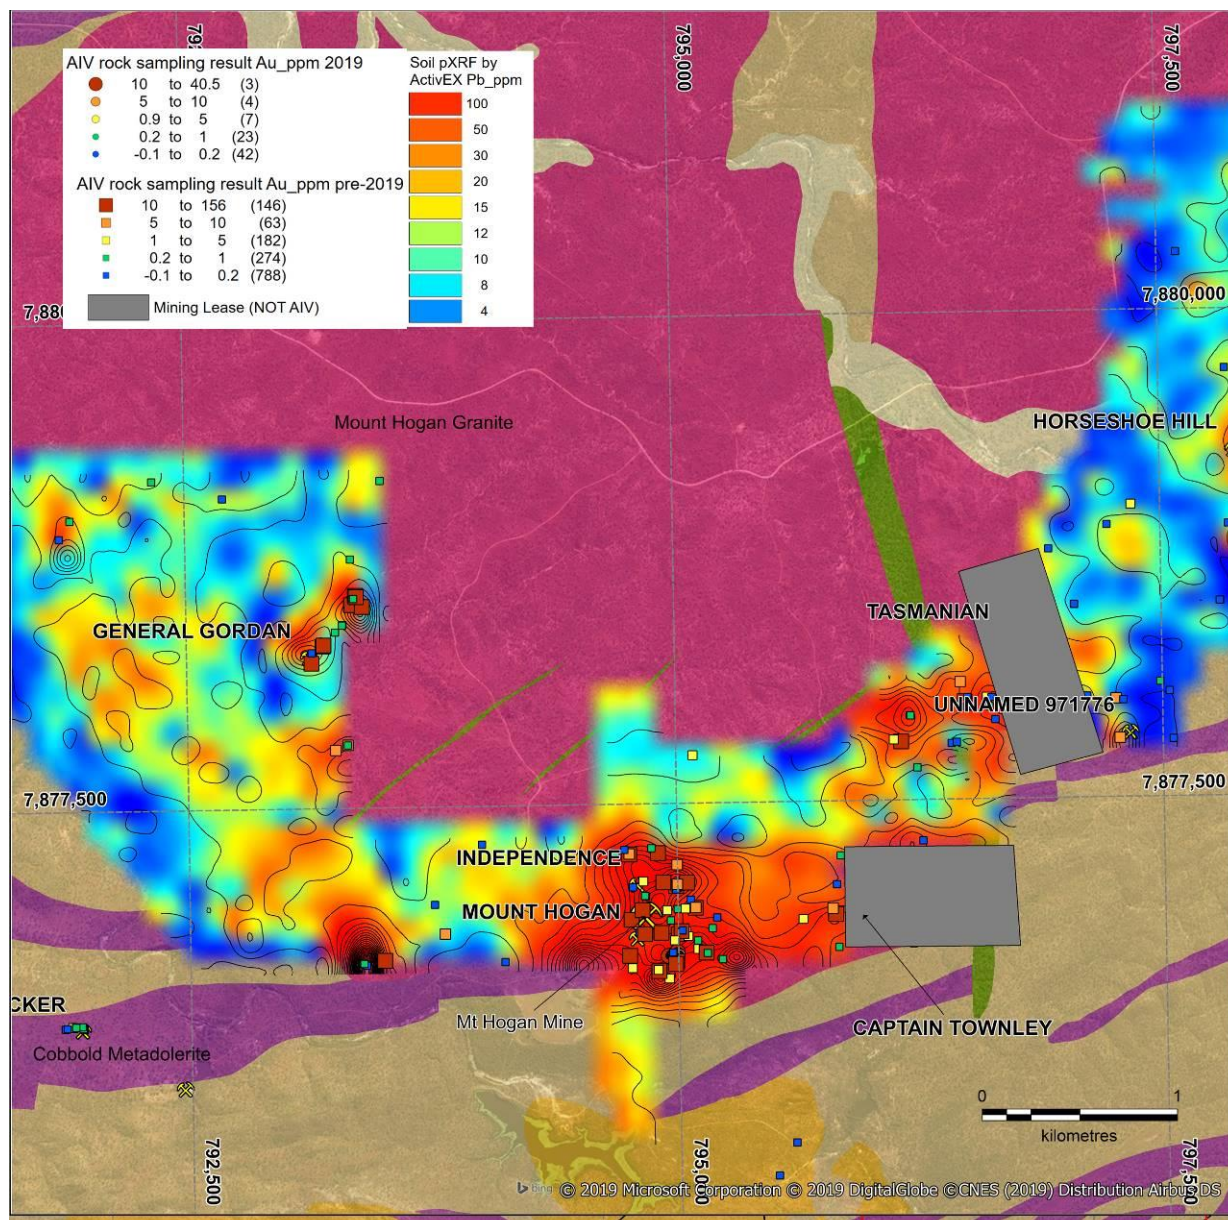 AIV rock sampling result Au_ppm 2019
10 to 40.5 (3)
5 to 10 (4)
0.9 to 5 (7)
0.2 to 1 (23)
-0.1 to 0.2 (42)
AIV rock sampling result Au_ppm pre-2019
10 to 156 (146)
5 to 10 (63)
1 to 5 (182)
0.2 to 1 (274)
-0.1 to 0.2 (788)
Mining Lease (NOT AIV)
Soil pXRF by
ActivEX Pb_ppm
100
50
30
20
15
12
10
8
4
795,000
797,500
7,880,000
Mount Hogan Granite
HORSESHOE HILL
TASMANIAN
GENERAL GORDAN
UNNAMED 971776
7,877,500
7,877,500
INDEPENDENCE
MOUNT HOGAN
CKER
Mt Hogan Mine
CAPTAIN TOWNLEY
Cobbold Metadolerite
0 1
kilometres
792,500
795,000
797,500
bing © 2019 Microsoft Corporation © 2019 DigitalGlobe ©CNES (2019) Distribution Airbus DS